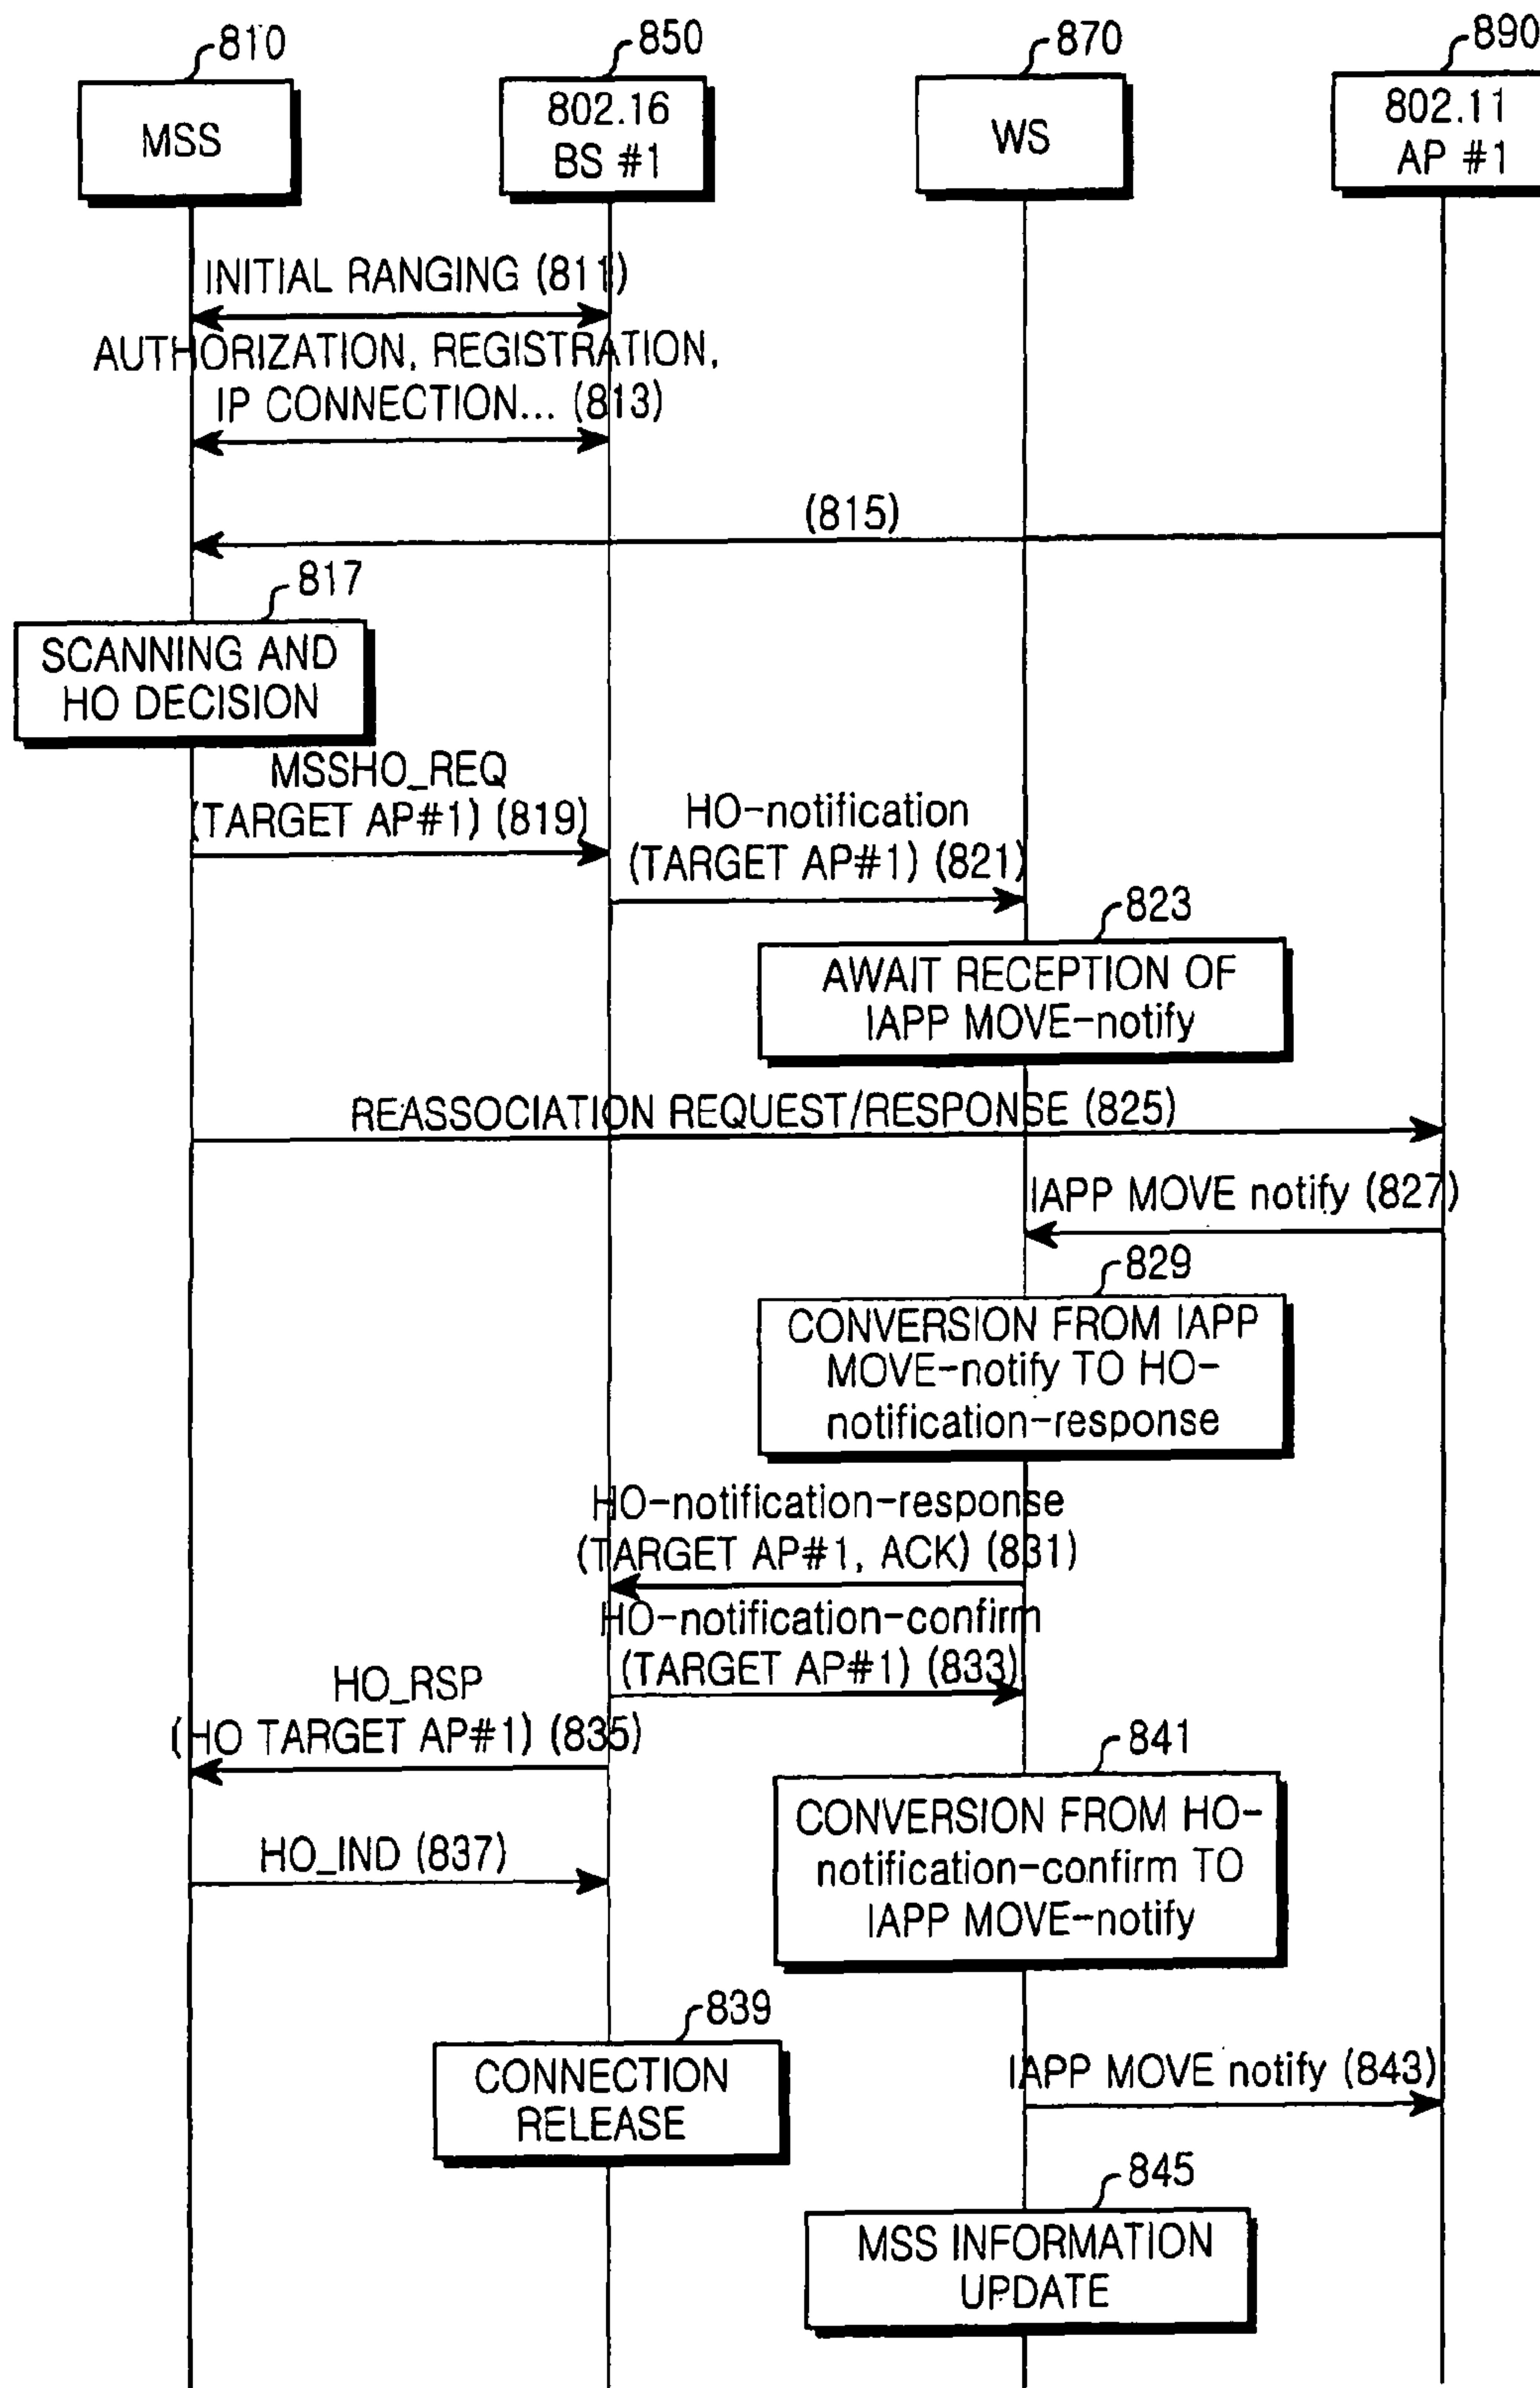 810
850
870
890
MSS
802.16
BS #1
WS
802.11
AP #1
INITIAL RANGING (811)
AUTHORIZATION, REGISTRATION,
IP CONNECTION... (813)
(815)
817
SCANNING AND
HO DECISION
MSSHO_REQ
(TARGET AP#1) (819)
HO-notification
(TARGET AP#1) (821)
823
AWAIT RECEPTION OF
IAPP MOVE-notify
REASSOCIATION REQUEST/RESPONSE (825)
IAPP MOVE notify (827)
829
CONVERSION FROM IAPP
MOVE-notify TO HO-
notification-response
HO-notification-response
(TARGET AP#1, ACK) (831)
HO-notification-confirm
(TARGET AP#1) (833)
HO_RSP
(HO TARGET AP#1) (835)
841
CONVERSION FROM HO-
notification-confirm TO
IAPP MOVE-notify
HO_IND (837)
839
CONNECTION
RELEASE
IAPP MOVE notify (843)
845
MSS INFORMATION
UPDATE